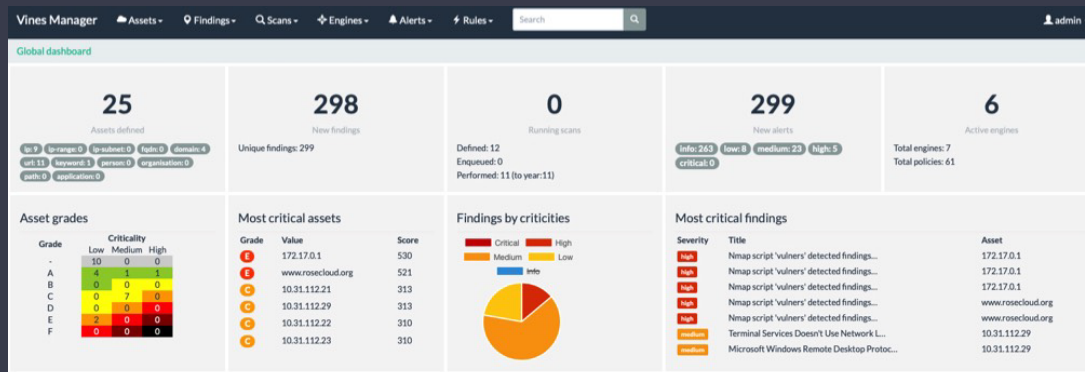 Vines Manager Assets Findings Scans Engines Alerts Rules Search admin
Global dashboard
25
Assets defined
ip: 9 ip-range: 0 ip-subnet: 0 fqdn: 0 domain: 4
url: 11 keyword: 1 person: 0 organisation: 0
path: 0 application: 0
298
New findings
Unique findings: 299
0
Running scans
Defined: 12
Enqueued: 0
Performed: 11 (to year:11)
299
New alerts
info: 263 low: 8 medium: 23 high: 5
critical: 0
6
Active engines
Total engines: 7
Total policies: 61
Asset grades
Criticality
Grade Low Medium High
- 10 0 0
A 4 1 1
B 0 0 0
C 0 7 0
D 0 0 0
E 2 0 0
F 0 0 0
Most critical assets
Grade Value Score
E 172.17.0.1 530
E www.rosecloud.org 521
C 10.31.112.21 313
C 10.31.112.29 313
C 10.31.112.22 310
C 10.31.112.23 310
Findings by criticities
Critical High
Medium Low
Info
Most critical findings
Severity Title Asset
high Nmap script 'vulners' detected findings... 172.17.0.1
high Nmap script 'vulners' detected findings... 172.17.0.1
high Nmap script 'vulners' detected findings... 172.17.0.1
high Nmap script 'vulners' detected findings... www.rosecloud.org
high Nmap script 'vulners' detected findings... www.rosecloud.org
medium Terminal Services Doesn't Use Network L... 10.31.112.29
medium Microsoft Windows Remote Desktop Protoc... 10.31.112.29